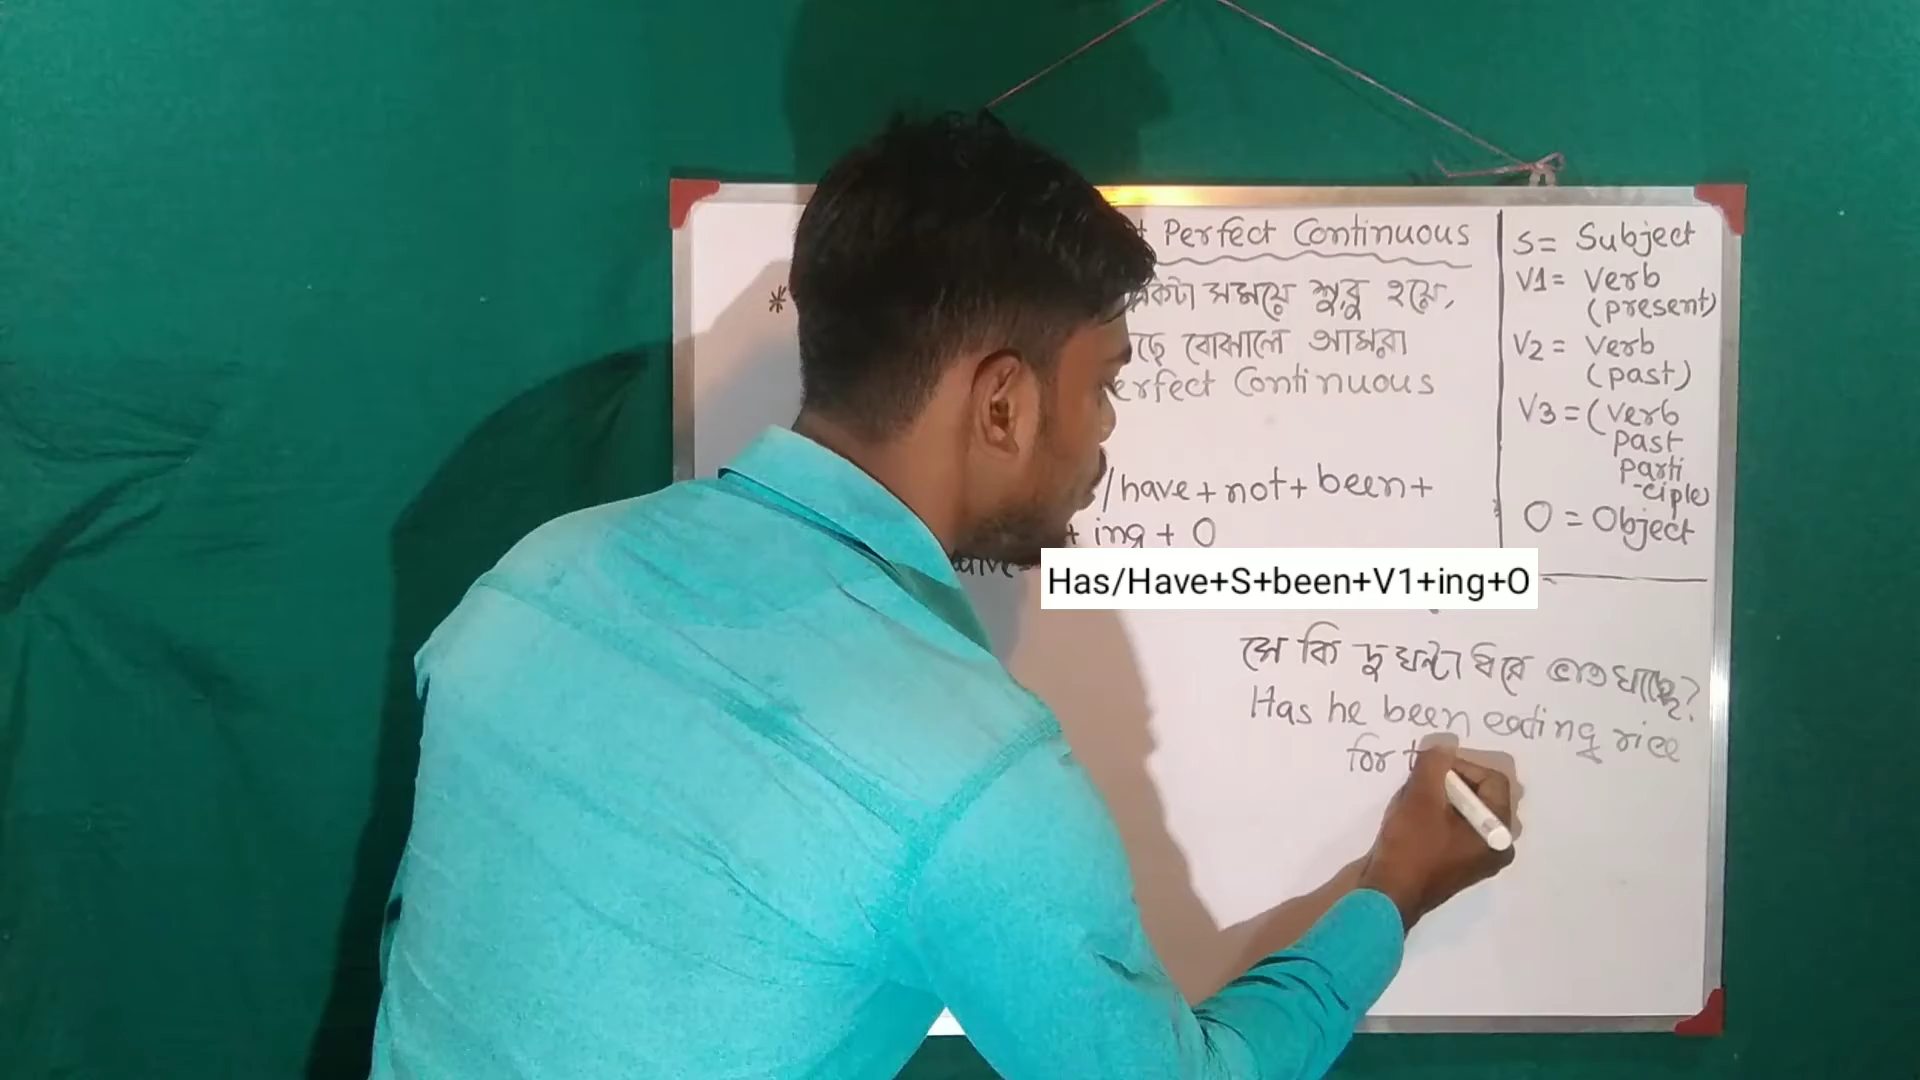 Perfect Continuous
* একটা সময়ে শুরু হয়ে,
ছে বোঝালে আমরা
erfect Continuous
/have+not+been+
+ ing + O
Has/Have+S+been+V1+ing+O
সে কি দু ঘন্টা ধরে ভাত খাচ্ছে?
Has he been eating rice
for t
S= Subject
V1= Verb
(present)
V2= Verb
(past)
V3=(Verb
past
parti
-ciple)
O = Object